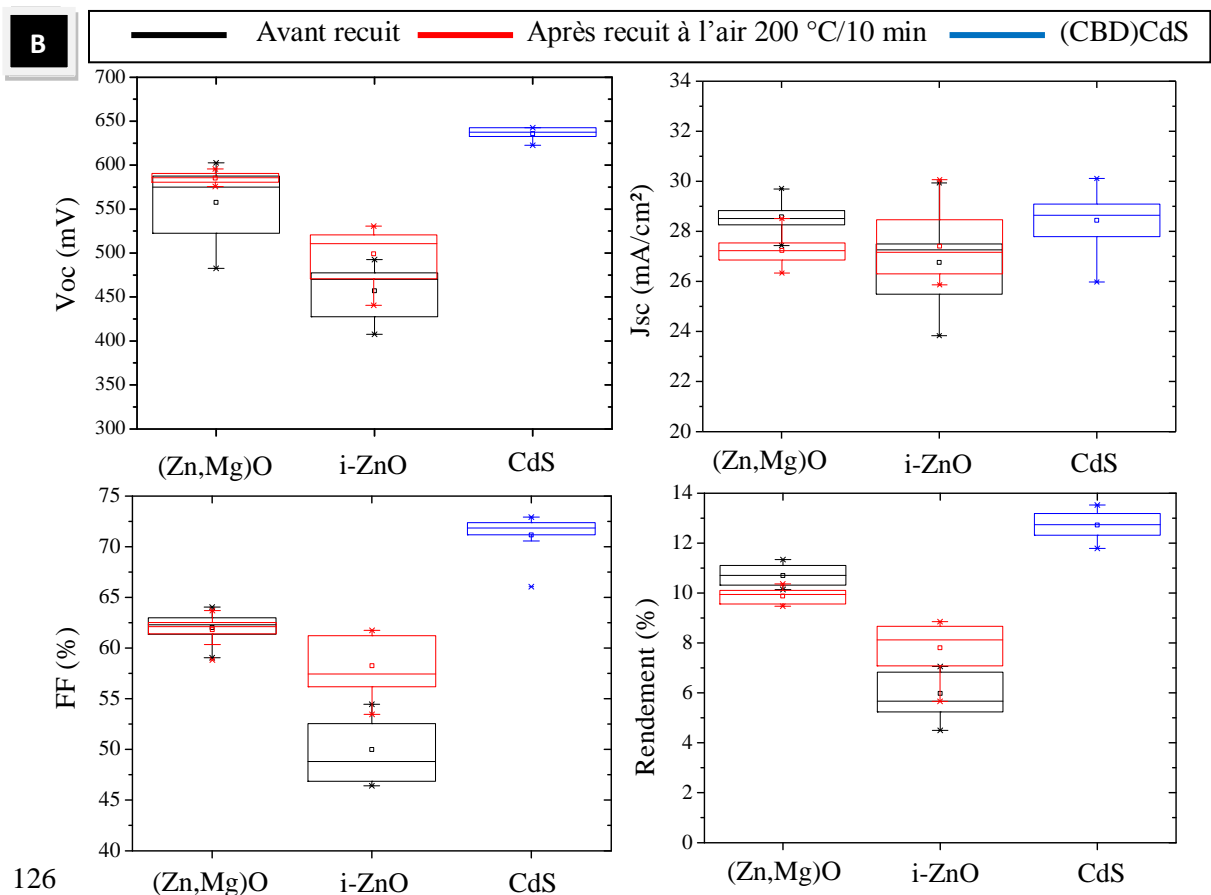 B
Avant recuit
Après recuit à l'air 200 °C/10 min
(CBD)CdS
Voc (mV)
700
650
600
550
500
450
400
350
300
(Zn,Mg)O
i-ZnO
CdS
Jsc (mA/cm²)
34
32
30
28
26
24
22
20
(Zn,Mg)O
i-ZnO
CdS
FF (%)
75
70
65
60
55
50
45
40
(Zn,Mg)O
i-ZnO
CdS
Rendement (%)
14
12
10
8
6
4
2
0
(Zn,Mg)O
i-ZnO
CdS
126